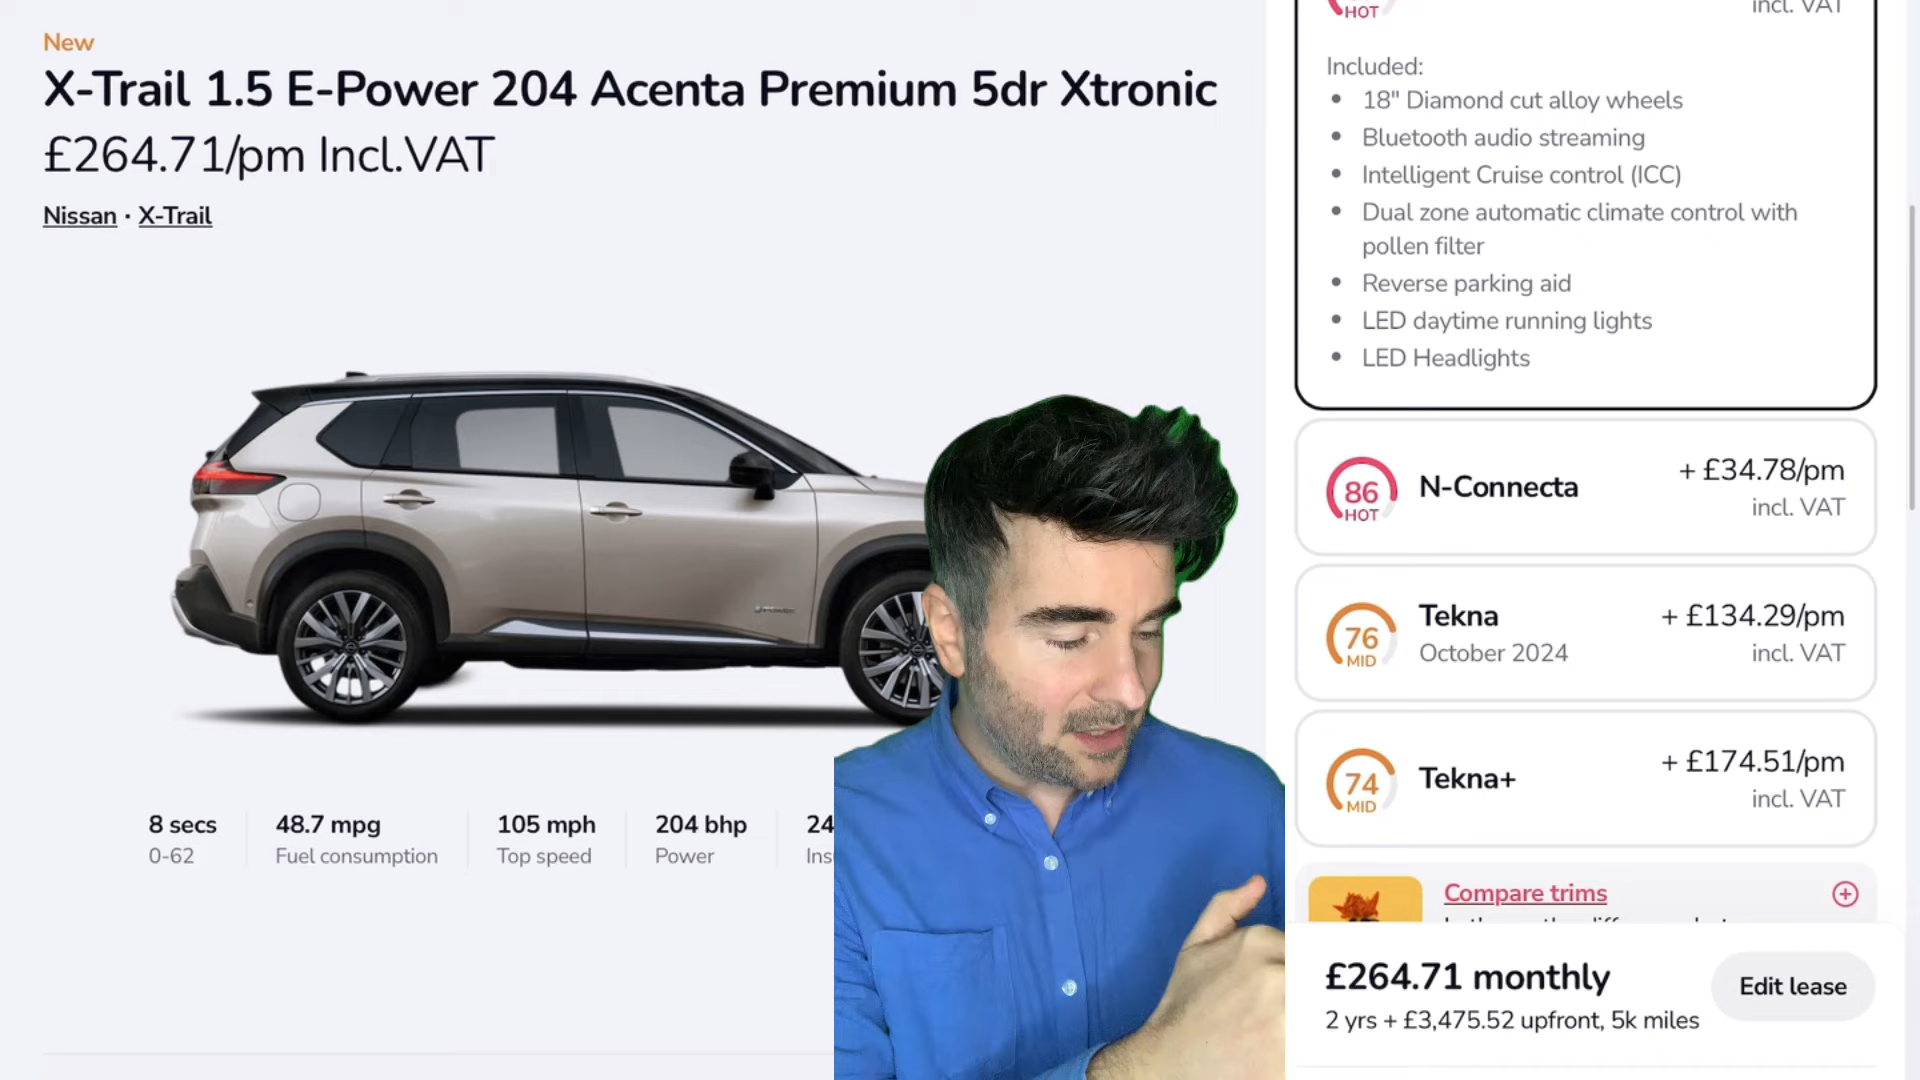 New
X-Trail 1.5 E-Power 204 Acenta Premium 5dr Xtronic
£264.71/pm Incl.VAT
Nissan · X-Trail
8 secs
0-62
48.7 mpg
Fuel consumption
105 mph
Top speed
204 bhp
Power
24
Ins
HOT
incl. VAT
Included:
• 18" Diamond cut alloy wheels
• Bluetooth audio streaming
• Intelligent Cruise control (ICC)
• Dual zone automatic climate control with
pollen filter
• Reverse parking aid
• LED daytime running lights
• LED Headlights
86
HOT
N-Connecta
+ £34.78/pm
incl. VAT
76
MID
Tekna
October 2024
+ £134.29/pm
incl. VAT
74
MID
Tekna+
+ £174.51/pm
incl. VAT
Compare trims
£264.71 monthly
2 yrs + £3,475.52 upfront, 5k miles
Edit lease